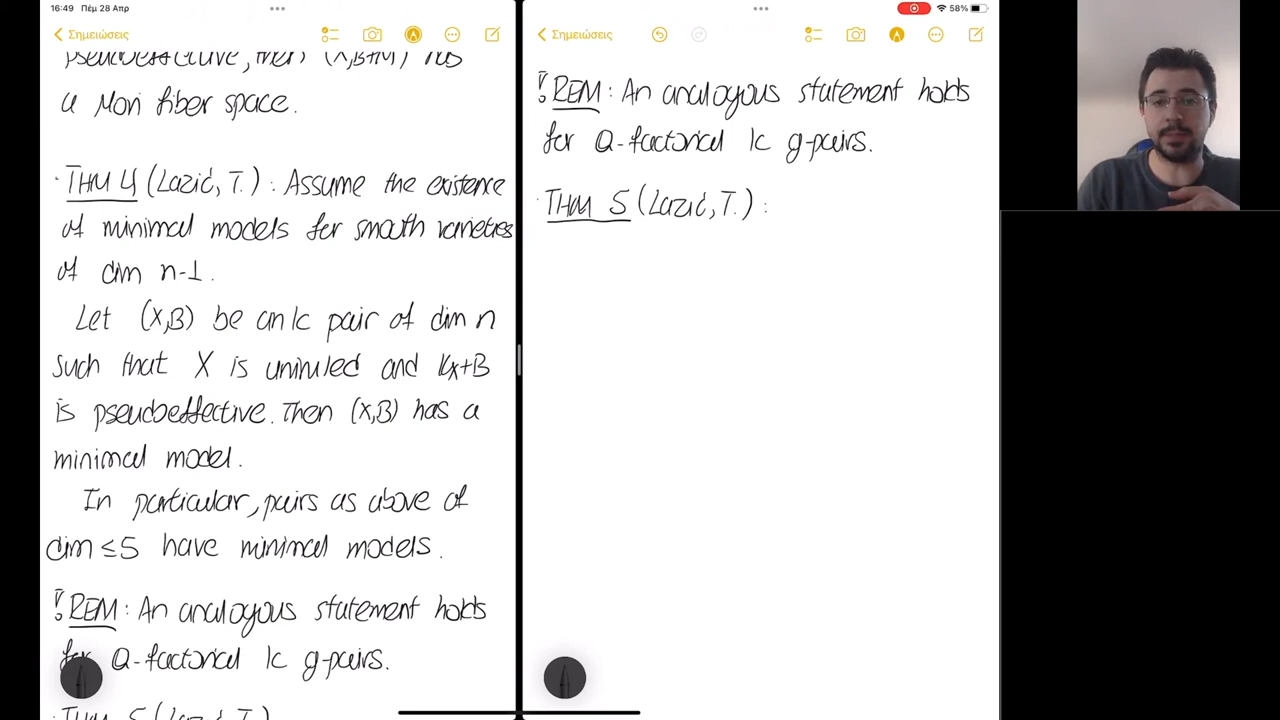 16:49 Πέμ 28 Απρ
58%
Σημειώσεις
pseudoeffective, then (X,B+M) has
a Mori fiber space.
· THM 4 (Lazić, T.) : Assume the existence
of minimal models for smooth varieties
of dim n-1.
Let (X,B) be an lc pair of dim n
such that X is uniruled and Kx+B
is pseudoeffective. Then (X,B) has a
minimal model.
In particular, pairs as above of
dim ≤5 have minimal models.
! REM : An analogous statement holds
for Q-factorial lc g-pairs.
· THM 5 (Lazić, T.)
Σημειώσεις
! REM : An analogous statement holds
for Q-factorial lc g-pairs.
· THM 5 (Lazić, T.) :